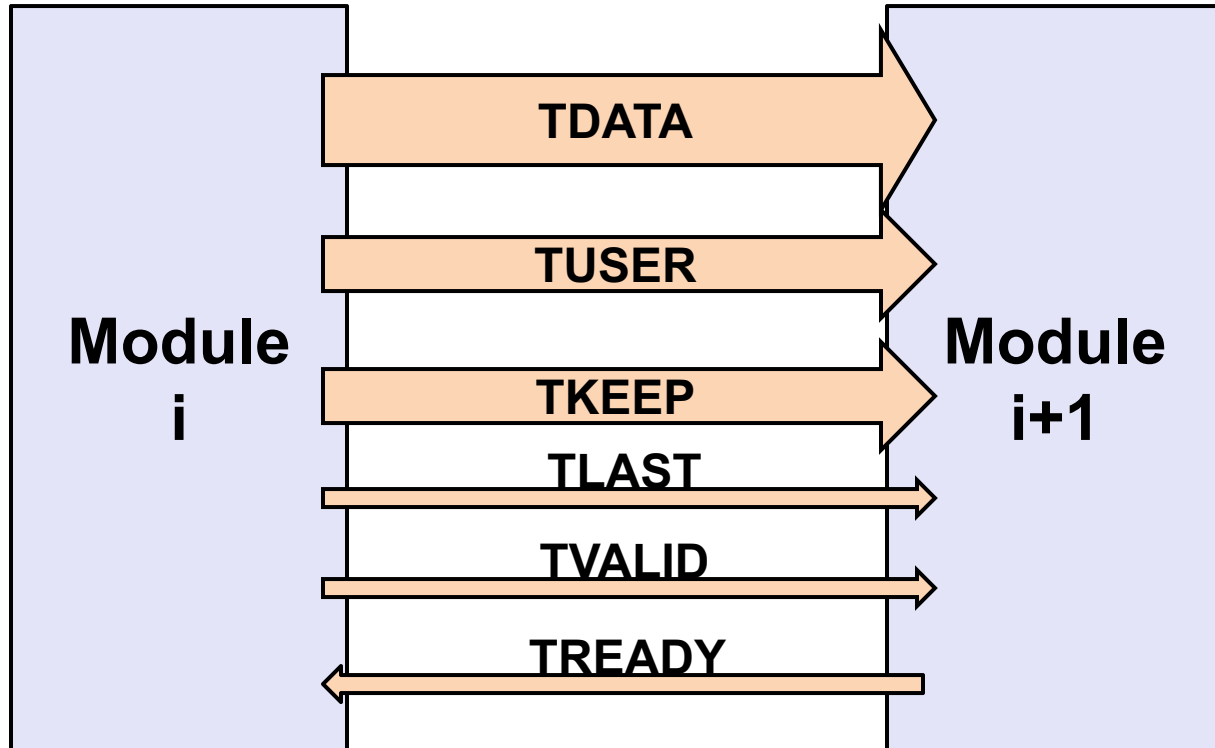 TDATA
TUSER
Module
i
Module
i+1
TKEEP
TLAST
TVALID
TREADY